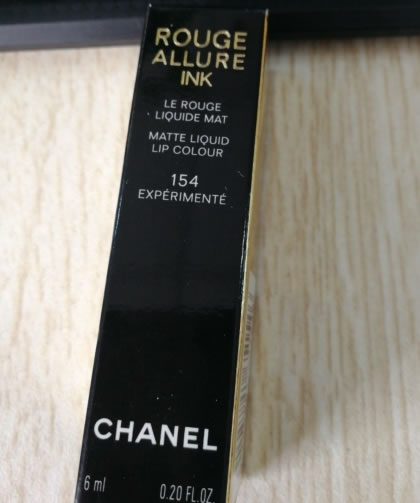 ROUGE
ALLURE
INK
LE ROUGE
LIQUIDE MAT
MATTE LIQUID
LIP COLOUR
154
EXPÉRIMENTÉ
CHANEL
6 ml 0.20 FL.OZ.